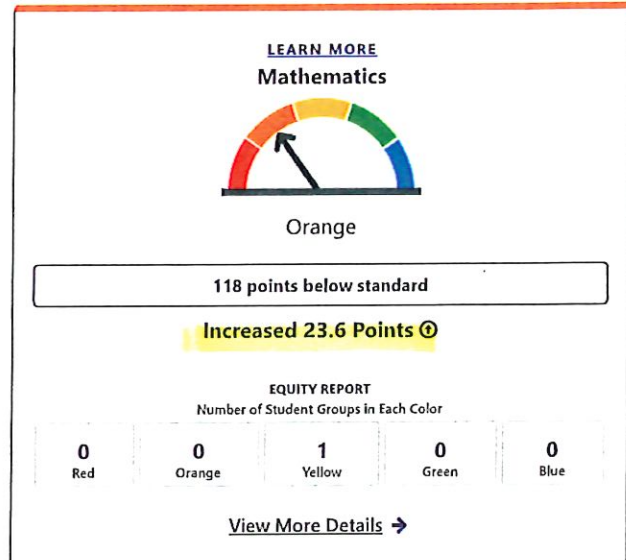 LEARN MORE
Mathematics
Orange
118 points below standard
Increased 23.6 Points
EQUITY REPORT
Number of Student Groups in Each Color
0 0 1 0 0
Red Orange Yellow Green Blue
View More Details →